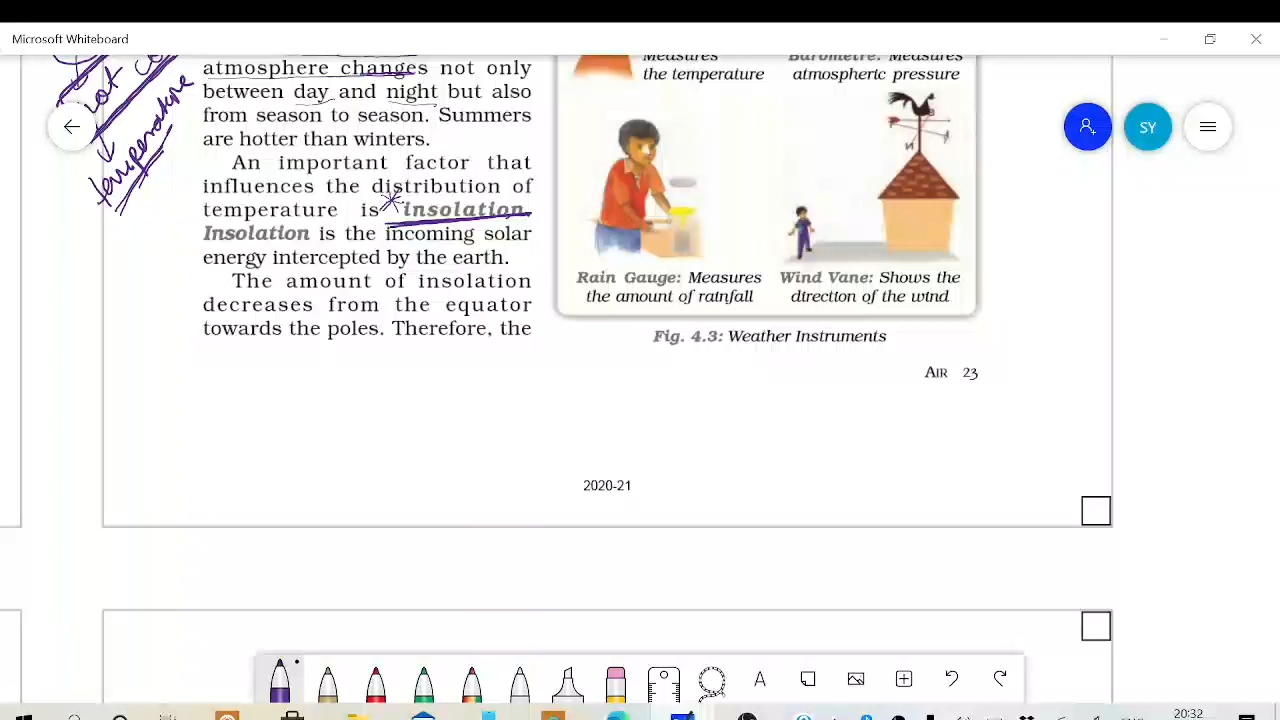 Microsoft Whiteboard
hot
temperature
atmosphere changes not only
between day and night but also
from season to season. Summers
are hotter than winters.
An important factor that
influences the distribution of
temperature is insolation.
Insolation is the incoming solar
energy intercepted by the earth.
The amount of insolation
decreases from the equator
towards the poles. Therefore, the
Measures
the temperature
Barometre: Measures
atmospheric pressure
N
Rain Gauge: Measures
the amount of rainfall
Wind Vane: Shows the
direction of the wind
Fig. 4.3: Weather Instruments
AIR 23
2020-21
SY
A
20:32